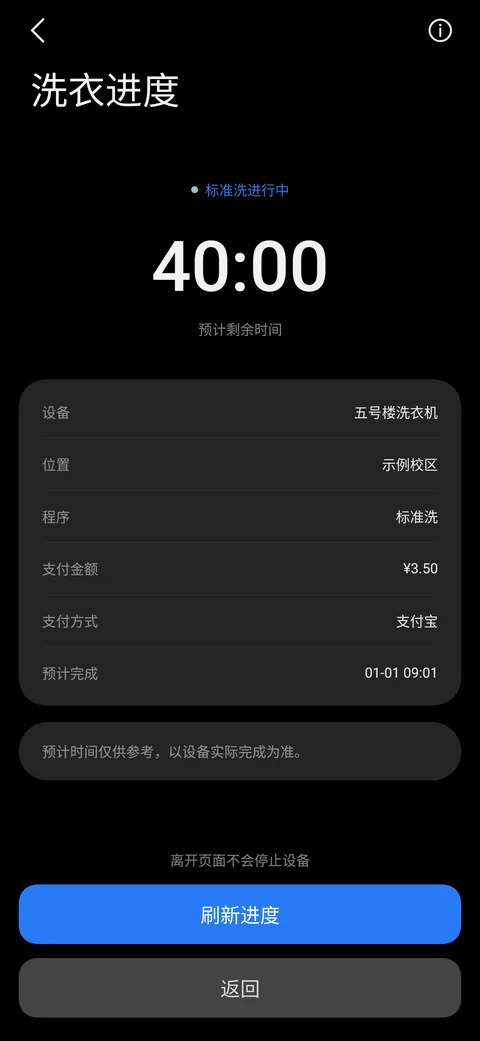 洗衣进度
标准洗进行中
40:00
预计剩余时间
设备 五号楼洗衣机
位置 示例校区
程序 标准洗
支付金额 ¥3.50
支付方式 支付宝
预计完成 01-01 09:01
预计时间仅供参考，以设备实际完成为准。
离开页面不会停止设备
刷新进度
返回